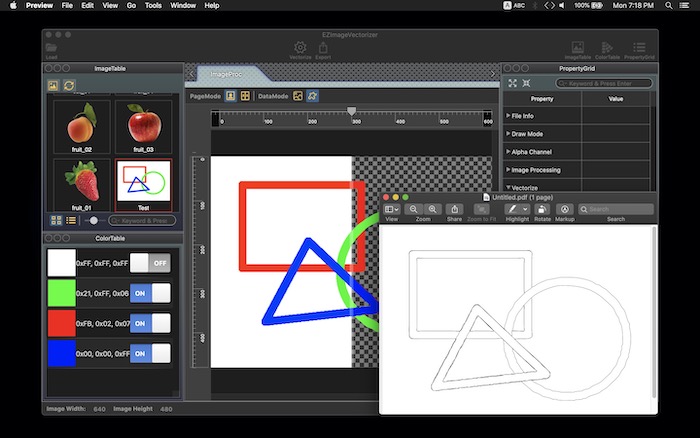 Preview File Edit View Go Tools Window Help A ABC 100% Mon 7:18 PM
EZimageVectorizer
Load Vectorize Export ImageTable ColorTable PropertyGrid
ImageTable
ImageProc
PropertyGrid
Keyword & Press Enter
PageMode DataMode
Property Value
0 100 200 300 400 500 600
File Info
Draw Mode
Alpha Channel
Image Processing
Vectorize
fruit_02 fruit_03
fruit_01 Test
Keyword & Press
0
100
200
300
400
ColorTable
0xFF, 0xFF, 0xFF OFF
0x21, 0xFF, 0x06 ON
0xFB, 0x02, 0x07 ON
0x00, 0x00, 0xFF ON
Untitled.pdf (1 page)
View Zoom Share Zoom to Fit Highlight Rotate Markup Search
Search
Image Width: 640 Image Height 480